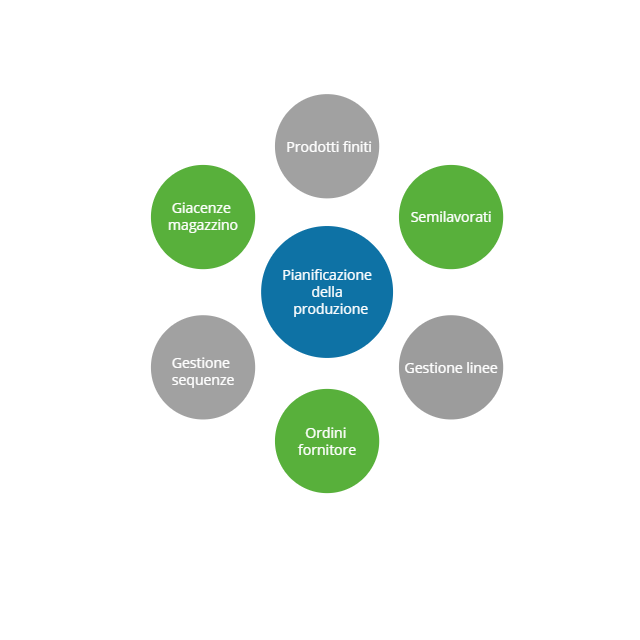 Prodotti finiti
Giacenze
magazzino
Semilavorati
Pianificazione
della
produzione
Gestione
sequenze
Gestione linee
Ordini
fornitore